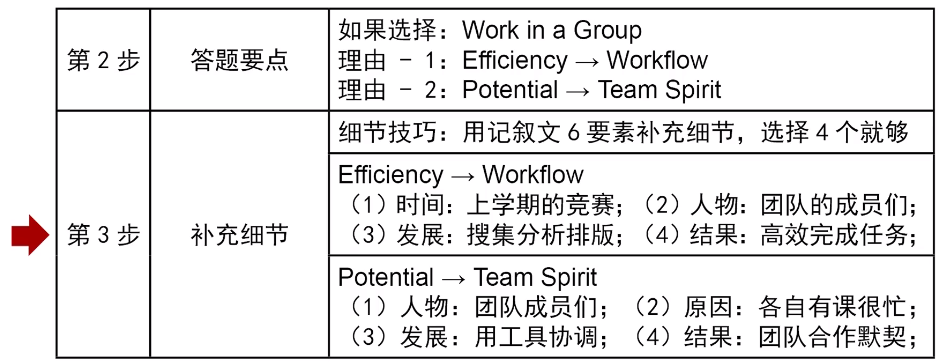 第2步
答题要点
如果选择：Work in a Group
理由 - 1：Efficiency → Workflow
理由 - 2：Potential → Team Spirit
第3步
补充细节
细节技巧：用记叙文6要素补充细节，选择4个就够
Efficiency → Workflow
（1）时间：上学期的竞赛；（2）人物：团队的成员们；
（3）发展：搜集分析排版；（4）结果：高效完成任务；
Potential → Team Spirit
（1）人物：团队成员们；（2）原因：各自有课很忙；
（3）发展：用工具协调；（4）结果：团队合作默契；